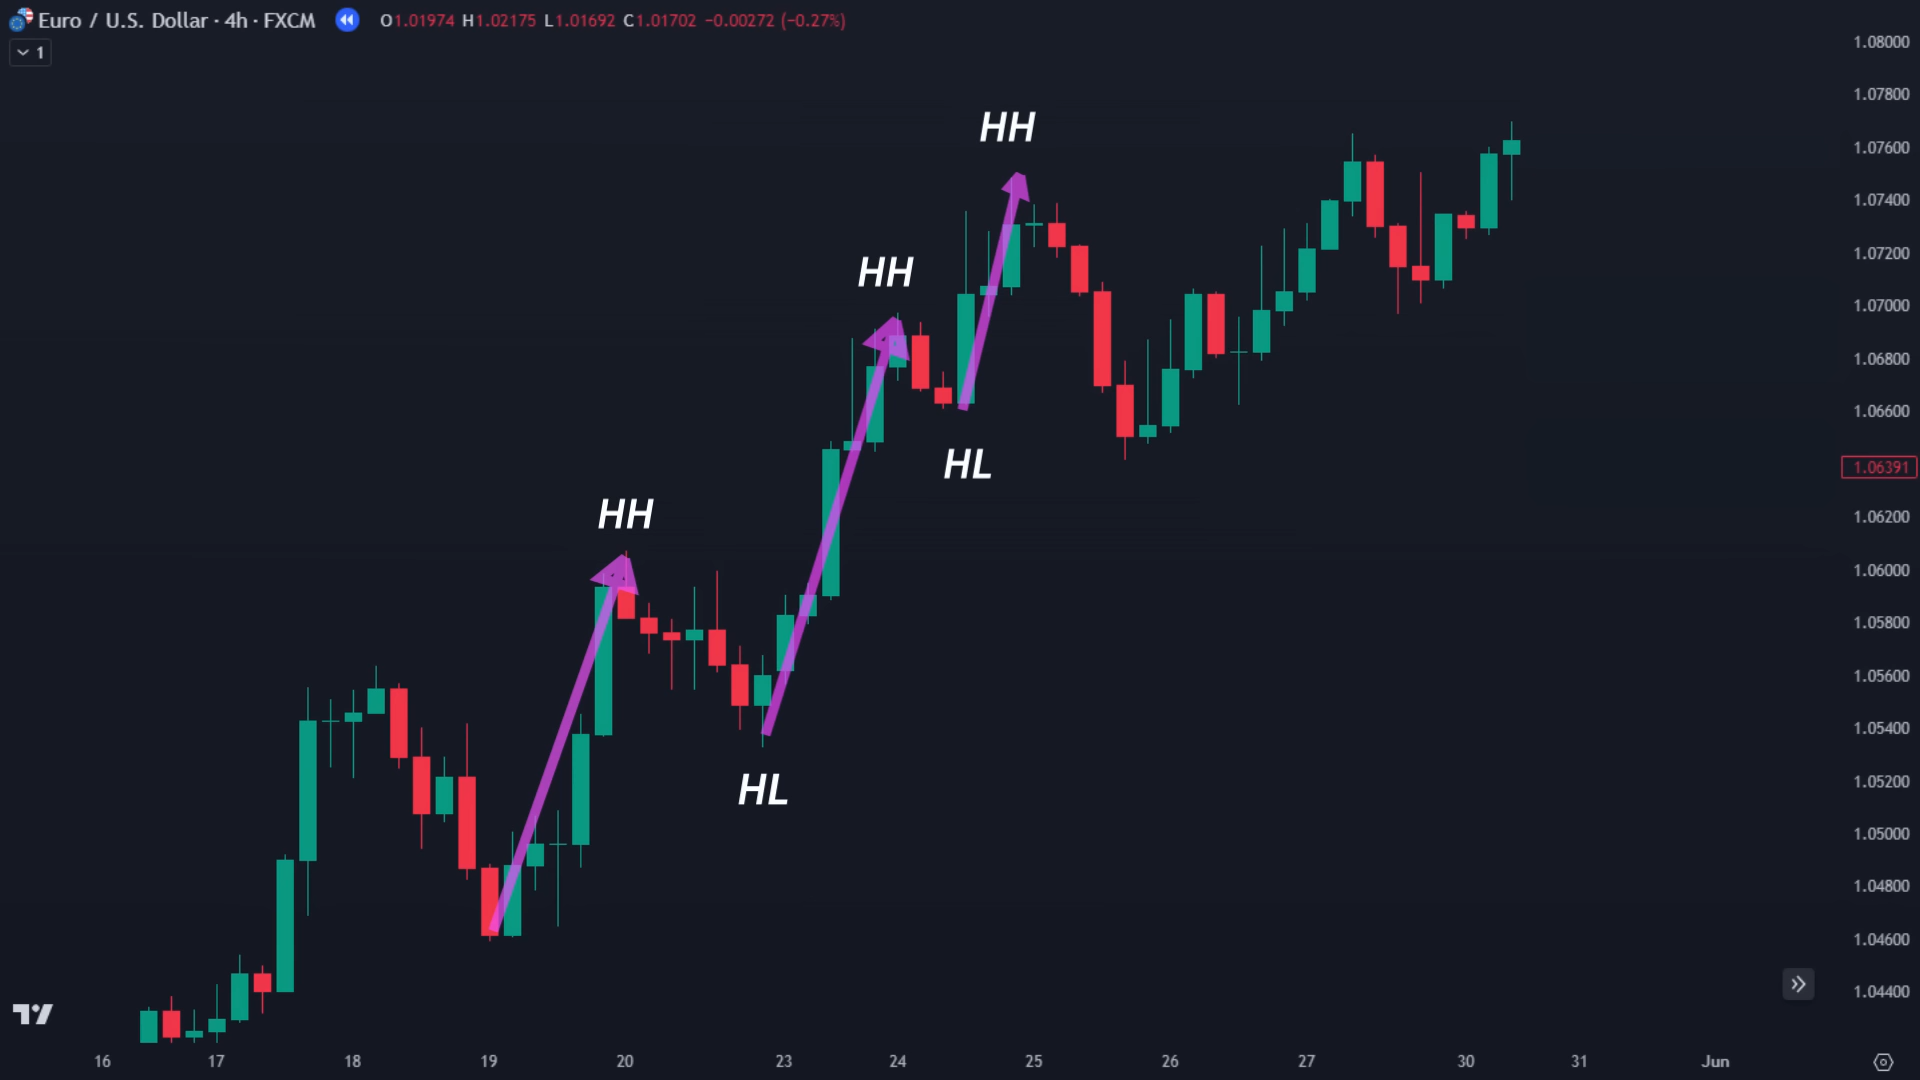 Euro / U.S. Dollar · 4h · FXCM O1.01974 H1.02175 L1.01692 C1.01702 −0.00272 (−0.27%)
1
1.08000
1.07800
HH
1.07600
1.07400
1.07200
HH
1.07000
1.06800
1.06600
HL
1.06391
HH
1.06200
1.06000
1.05800
1.05600
1.05400
1.05200
HL
1.05000
1.04800
1.04600
1.04400
16 17 18 19 20 23 24 25 26 27 30 31 Jun